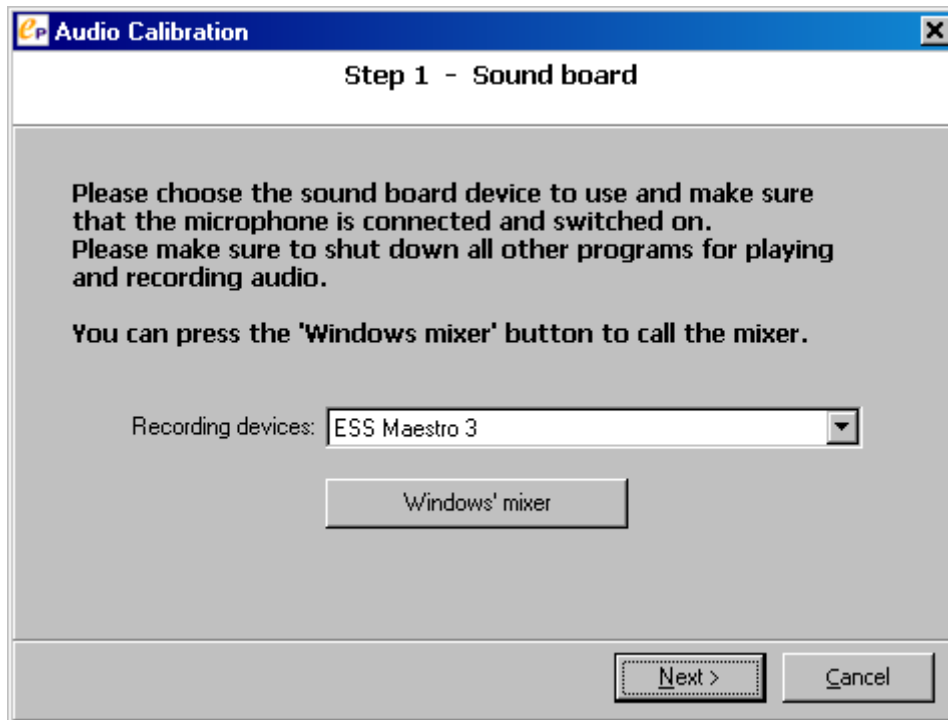 eP Audio Calibration
Step 1 - Sound board
Please choose the sound board device to use and make sure
that the microphone is connected and switched on.
Please make sure to shut down all other programs for playing
and recording audio.
You can press the 'Windows mixer' button to call the mixer.
Recording devices: ESS Maestro 3
Windows' mixer
Next > Cancel